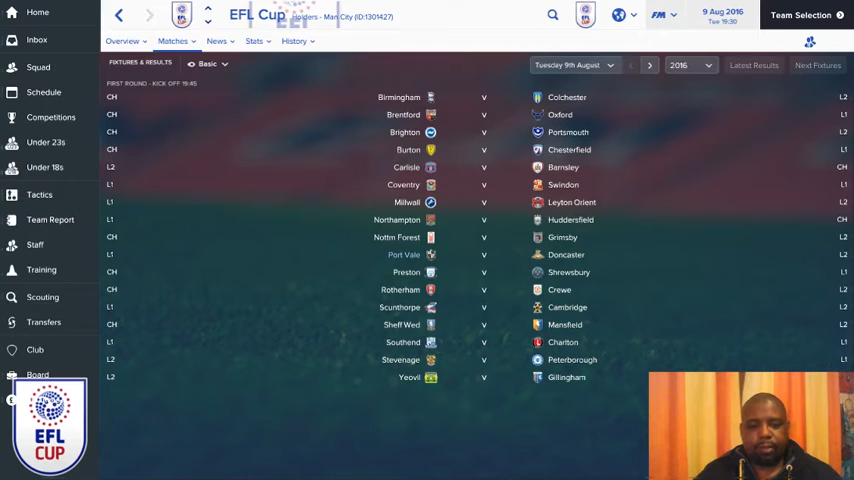 Home
Inbox
Squad
Schedule
Competitions
Under 23s
Under 18s
Tactics
Team Report
Staff
Training
Scouting
Transfers
Club
Board
EFL
CUP
EFL Cup Holders - Man City (ID:1301427)
FM
9 Aug 2016
Tue 19:30
Team Selection
Overview Matches News Stats History
FIXTURES & RESULTS Basic Tuesday 9th August 2016 Latest Results Next Fixtures
FIRST ROUND - KICK OFF 19:45
CH Birmingham v Colchester L2
CH Brentford v Oxford L1
CH Brighton v Portsmouth L2
CH Burton v Chesterfield L1
L2 Carlisle v Barnsley CH
L1 Coventry v Swindon L1
L1 Millwall v Leyton Orient L2
L1 Northampton v Huddersfield CH
CH Nottm Forest v Grimsby L2
L1 Port Vale v Doncaster L2
CH Preston v Shrewsbury L1
CH Rotherham v Crewe L2
L1 Scunthorpe v Cambridge L2
CH Sheff Wed v Mansfield L2
L1 Southend v Charlton L1
L2 Stevenage v Peterborough L1
L2 Yeovil v Gillingham